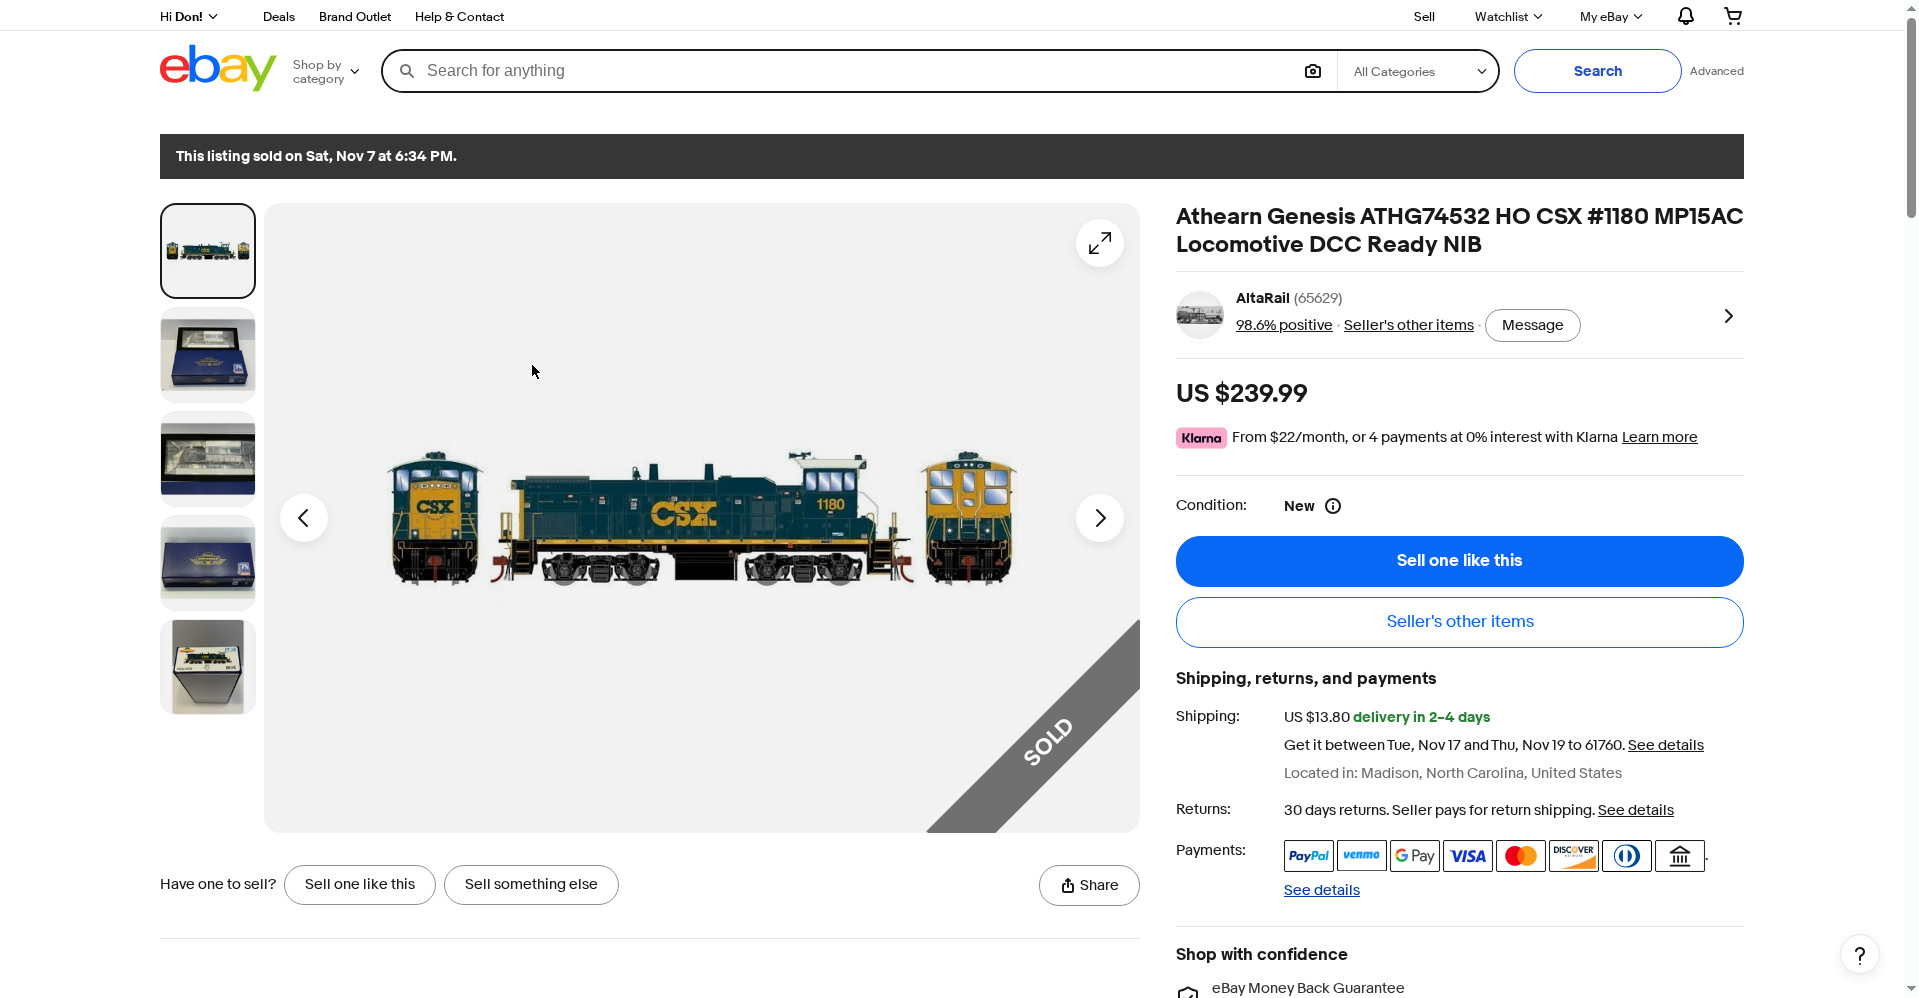 Hi Don!
Deals
Brand Outlet
Help & Contact
Sell
Watchlist
My eBay
ebay
Shop by
category
Search for anything
All Categories
Search
Advanced
This listing sold on Sat, Nov 7 at 6:34 PM.
CSX
CSX
1180
SOLD
Have one to sell?
Sell one like this
Sell something else
Share
Athearn Genesis ATHG74532 HO CSX #1180 MP15AC
Locomotive DCC Ready NIB
AltaRail (65629)
98.6% positive · Seller's other items · Message
US $239.99
Klarna From $22/month, or 4 payments at 0% interest with Klarna Learn more
Condition: New
Sell one like this
Seller's other items
Shipping, returns, and payments
Shipping: US $13.80 delivery in 2–4 days
Get it between Tue, Nov 17 and Thu, Nov 19 to 61760. See details
Located in: Madison, North Carolina, United States
Returns: 30 days returns. Seller pays for return shipping. See details
Payments: PayPal venmo G Pay VISA DISCOVER .
See details
Shop with confidence
eBay Money Back Guarantee
?